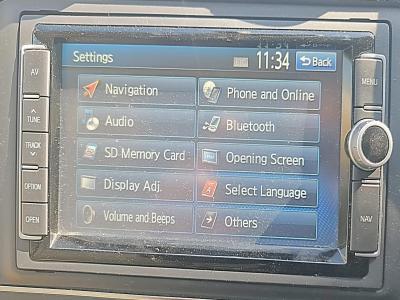 Settings 11:34 Back
AV
MENU
Navigation
Phone and Online
TUNE
Audio
Bluetooth
TRACK
SD Memory Card
Opening Screen
OPTION
Display Adj.
Select Language
OPEN
Volume and Beeps
Others
NAV